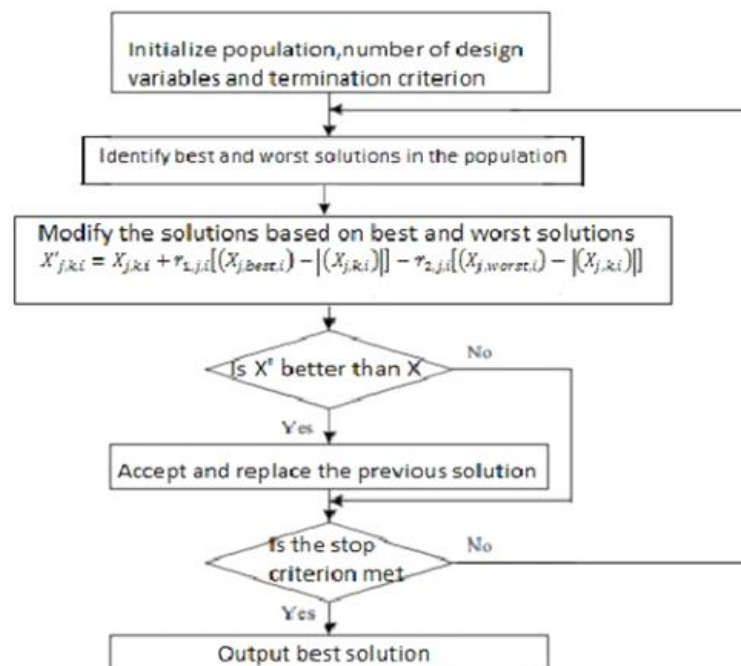 Initialize population,number of design
variables and termination criterion
Identify best and worst solutions in the population
Modify the solutions based on best and worst solutions
X'j,k,i = Xj,k,i + r1,j,i[(Xj,best,i) − |(Xj,k,i)|] − r2,j,i[(Xj,worst,i) − |(Xj,k,i)|]
Is X' better than X
No
Yes
Accept and replace the previous solution
Is the stop
criterion met
No
Yes
Output best solution